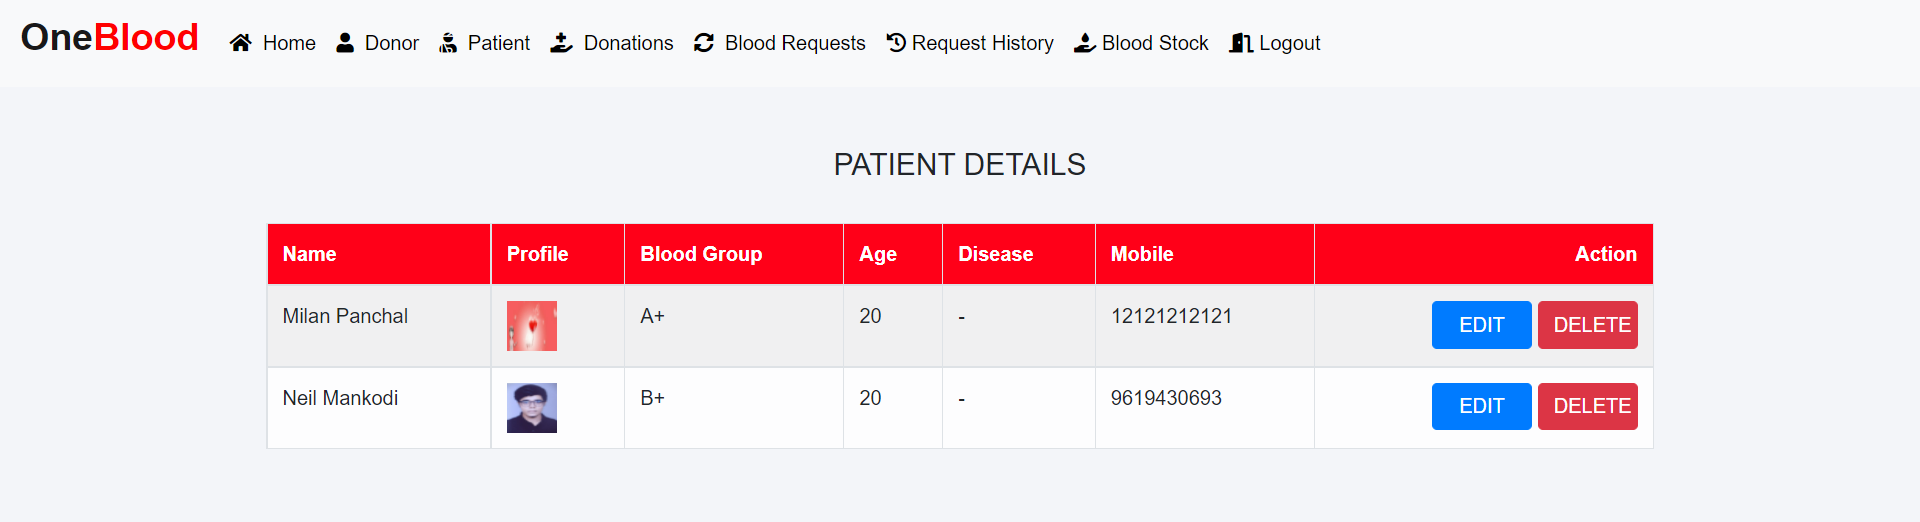 OneBlood Home Donor Patient Donations Blood Requests Request History Blood Stock Logout
PATIENT DETAILS
Name Profile Blood Group Age Disease Mobile Action
Milan Panchal A+ 20 - 12121212121 EDIT DELETE
Neil Mankodi B+ 20 - 9619430693 EDIT DELETE